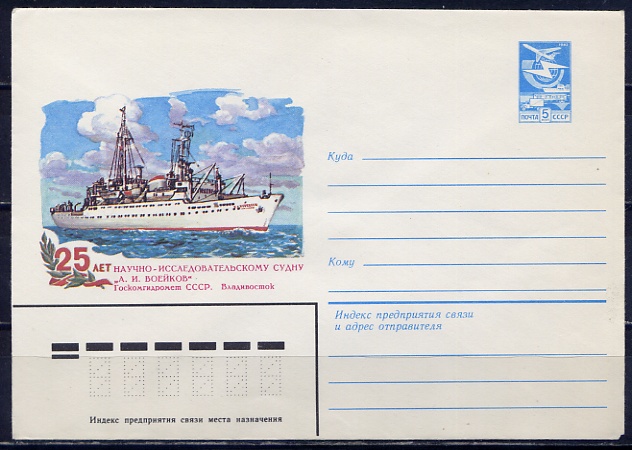 ПОЧТА 5 СССР
Куда
25 ЛЕТ
НАУЧНО-ИССЛЕДОВАТЕЛЬСКОМУ СУДНУ
„А. И. ВОЕЙКОВ"
Госкомгидромет СССР. Владивосток
Кому
Индекс предприятия связи
и адрес отправителя
Индекс предприятия связи места назначения